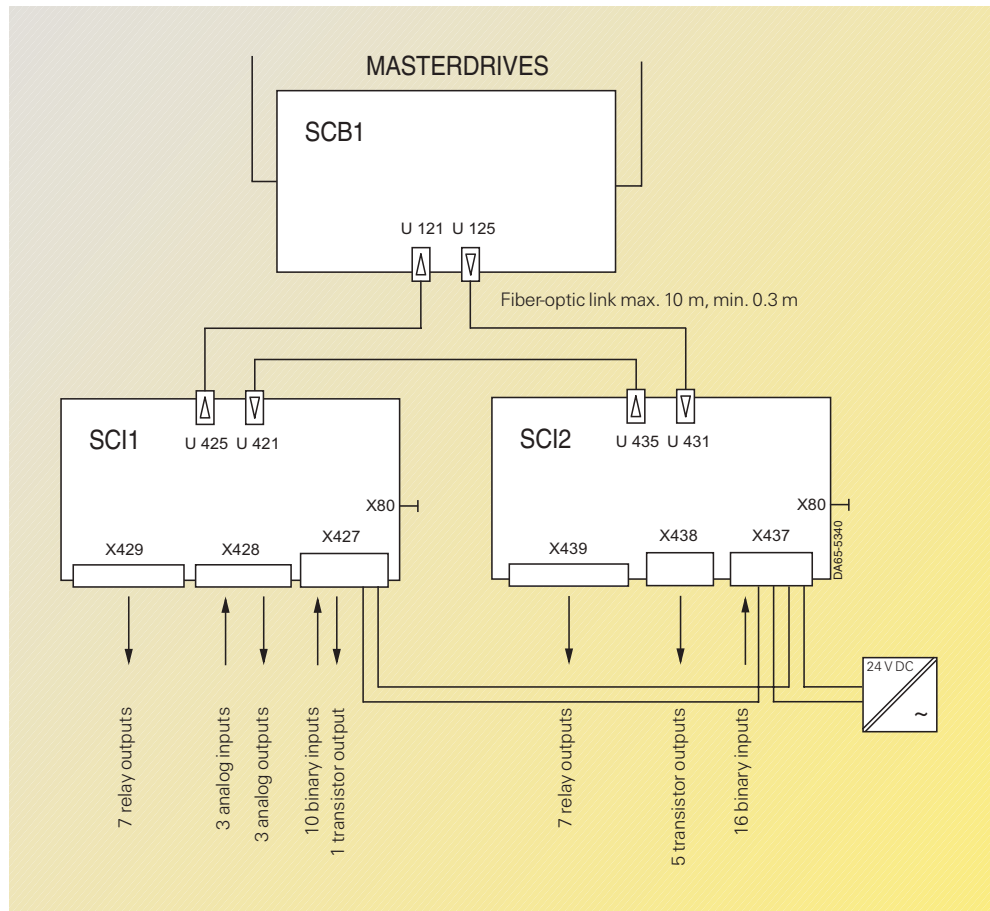 MASTERDRIVES
SCB1
U 121 U 125
Fiber-optic link max. 10 m, min. 0.3 m
SCI1
U 425 U 421
X80
X429
X428
X427
SCI2
U 435 U 431
X80
X439
X438
X437
DA65-5340
24 V DC
~
7 relay outputs
3 analog inputs
3 analog outputs
10 binary inputs
1 transistor output
7 relay outputs
5 transistor outputs
16 binary inputs